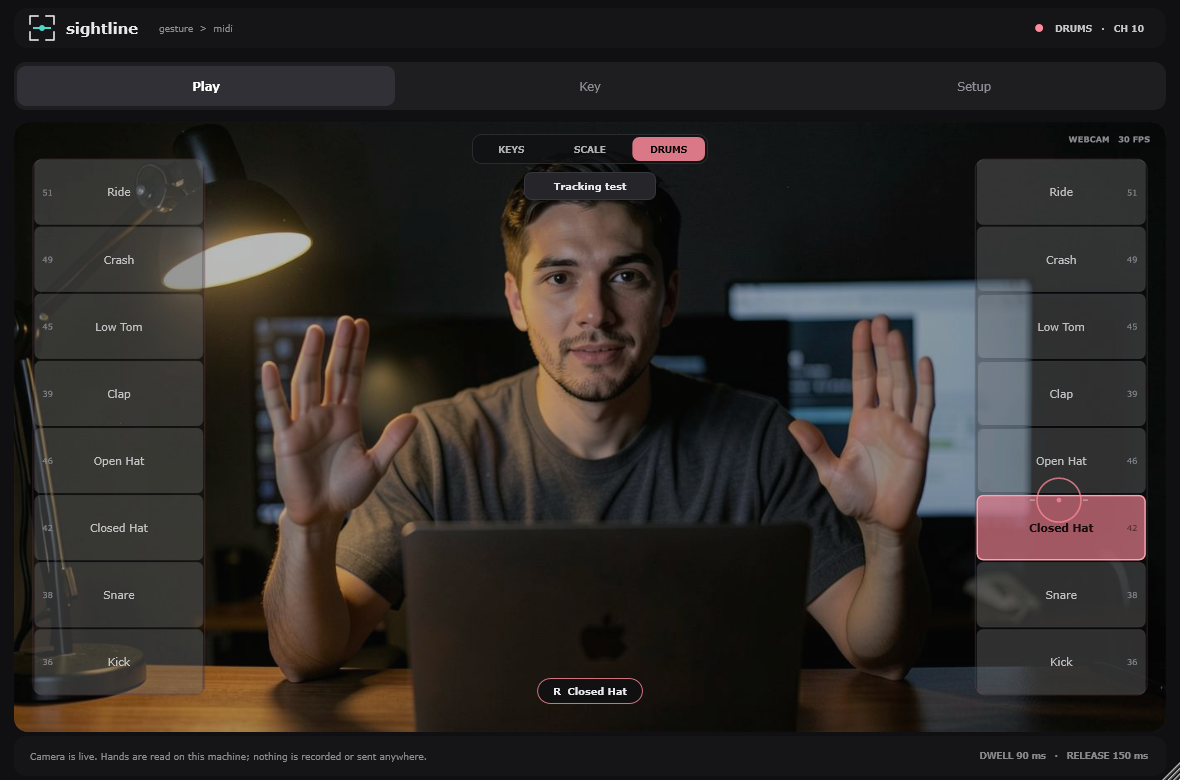 sightline gesture > midi DRUMS · CH 10
Play Key Setup
KEYS SCALE DRUMS
WEBCAM 30 FPS
Tracking test
51 Ride
49 Crash
45 Low Tom
39 Clap
46 Open Hat
42 Closed Hat
38 Snare
36 Kick
Ride 51
Crash 49
Low Tom 45
Clap 39
Open Hat 46
Closed Hat 42
Snare 38
Kick 36
R Closed Hat
Camera is live. Hands are read on this machine; nothing is recorded or sent anywhere. DWELL 90 ms · RELEASE 150 ms